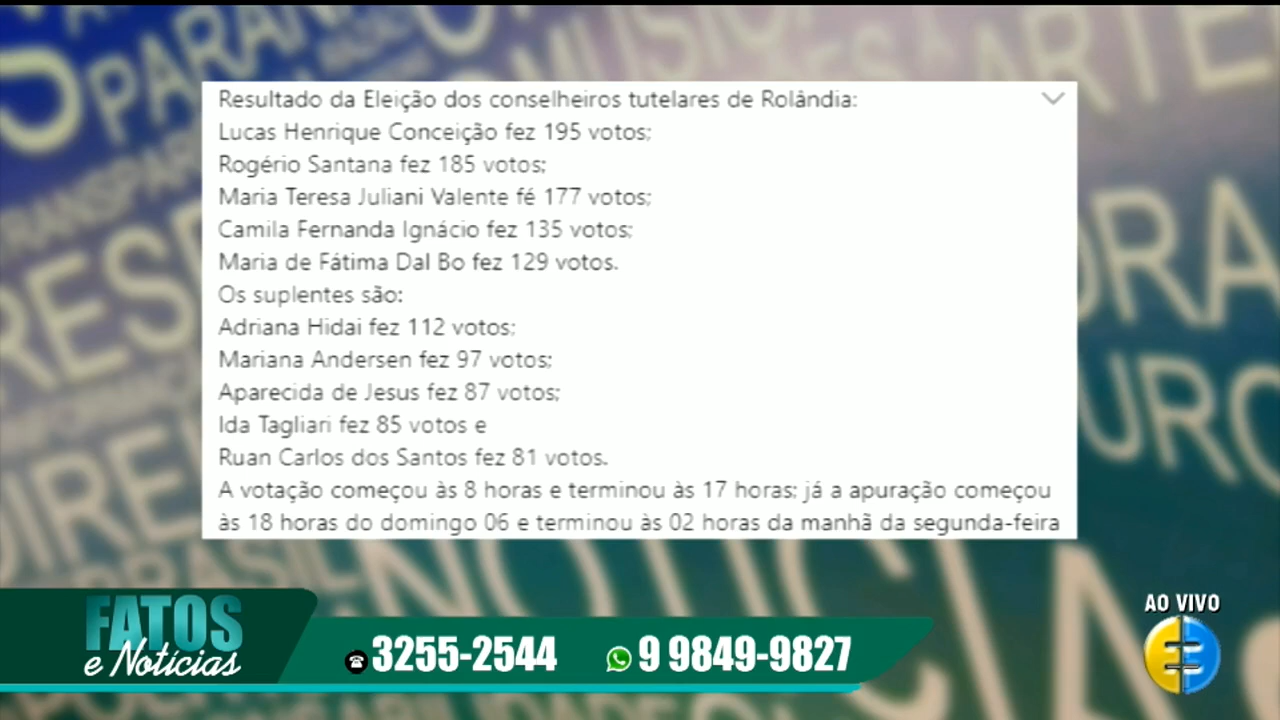 Resultado da Eleição dos conselheiros tutelares de Rolândia:
Lucas Henrique Conceição fez 195 votos;
Rogério Santana fez 185 votos;
Maria Teresa Juliani Valente fé 177 votos;
Camila Fernanda Ignácio fez 135 votos;
Maria de Fátima Dal Bo fez 129 votos.
Os suplentes são:
Adriana Hidai fez 112 votos;
Mariana Andersen fez 97 votos;
Aparecida de Jesus fez 87 votos;
Ida Tagliari fez 85 votos e
Ruan Carlos dos Santos fez 81 votos.
A votação começou às 8 horas e terminou às 17 horas; já a apuração começou
às 18 horas do domingo 06 e terminou às 02 horas da manhã da segunda-feira
FATOS
e Notícias
3255-2544
9 9849-9827
AO VIVO